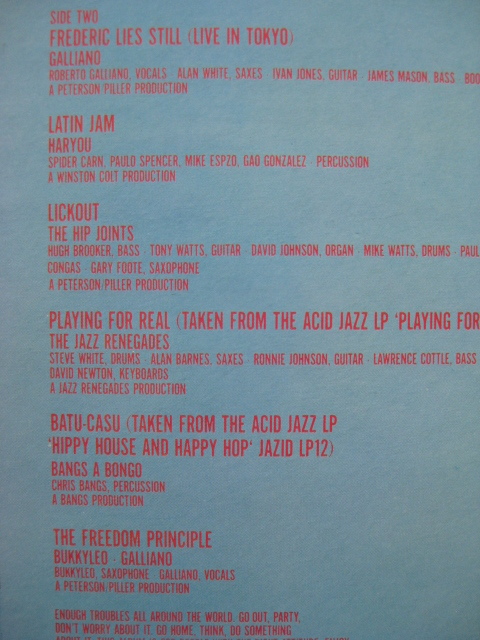 SIDE TWO
FREDERIC LIES STILL (LIVE IN TOKYO)
GALLIANO
ROBERTO GALLIANO, VOCALS · ALAN WHITE, SAXES · IVAN JONES, GUITAR · JAMES MASON, BASS · BOO
A PETERSON/PILLER PRODUCTION
LATIN JAM
HARYOU
SPIDER CARN, PAULO SPENCER, MIKE ESPZO, GAO GONZALEZ · PERCUSSION
A WINSTON COLT PRODUCTION
LICKOUT
THE HIP JOINTS
HUGH BROOKER, BASS · TONY WATTS, GUITAR · DAVID JOHNSON, ORGAN · MIKE WATTS, DRUMS · PAUL
CONGAS · GARY FOOTE, SAXOPHONE
A PETERSON/PILLER PRODUCTION
PLAYING FOR REAL (TAKEN FROM THE ACID JAZZ LP 'PLAYING FOR
THE JAZZ RENEGADES
STEVE WHITE, DRUMS · ALAN BARNES, SAXES · RONNIE JOHNSON, GUITAR · LAWRENCE COTTLE, BASS
DAVID NEWTON, KEYBOARDS
A JAZZ RENEGADES PRODUCTION
BATU-CASU (TAKEN FROM THE ACID JAZZ LP
'HIPPY HOUSE AND HAPPY HOP' JAZID LP12)
BANGS A BONGO
CHRIS BANGS, PERCUSSION
A BANGS PRODUCTION
THE FREEDOM PRINCIPLE
BUKKYLEO · GALLIANO
BUKKYLEO, SAXOPHONE · GALLIANO, VOCALS
A PETERSON/PILLER PRODUCTION
ENOUGH TROUBLES ALL AROUND THE WORLD. GO OUT, PARTY,
DON'T WORRY ABOUT IT. GO HOME, THINK, DO SOMETHING